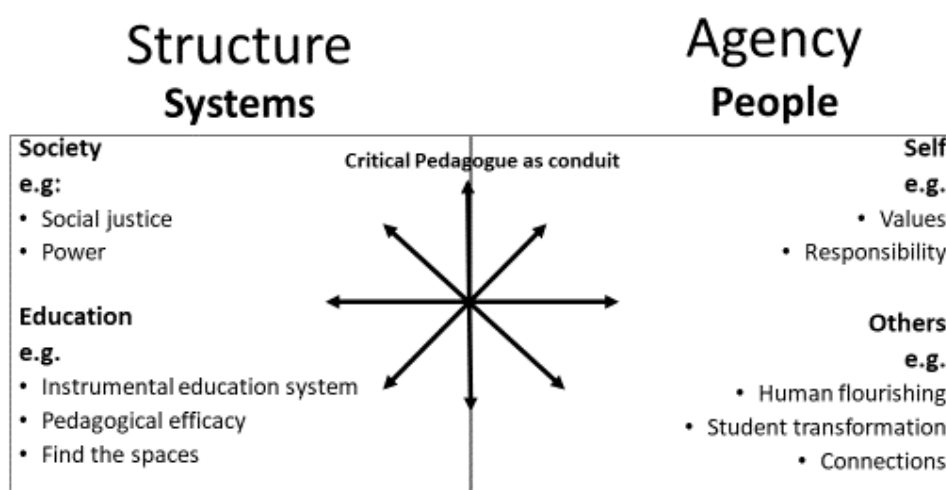 Structure
Systems
Agency
People
Critical Pedagogue as conduit
Society
e.g:
• Social justice
• Power
Education
e.g.
• Instrumental education system
• Pedagogical efficacy
• Find the spaces
Self
e.g.
• Values
• Responsibility
Others
e.g.
• Human flourishing
• Student transformation
• Connections